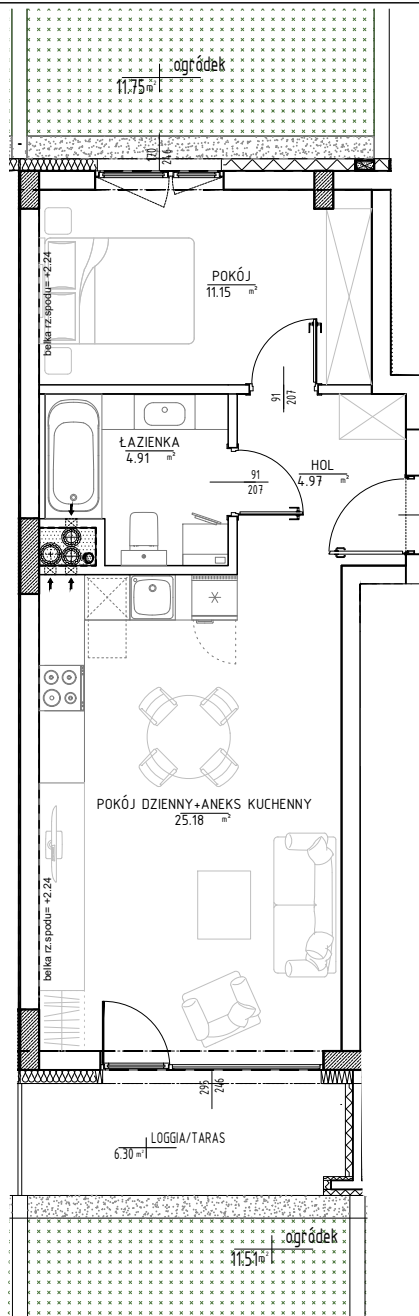 ogródek
11.75 m²
170
246
belka rz.spodu= +2.24
POKÓJ
11.15 m²
91
207
ŁAZIENKA
4.91 m²
91
207
HOL
4.97 m²
POKÓJ DZIENNY+ANEKS KUCHENNY
25.18 m²
belka rz.spodu= +2.24
295
246
LOGGIA/TARAS
6.30 m²
ogródek
11.51 m²